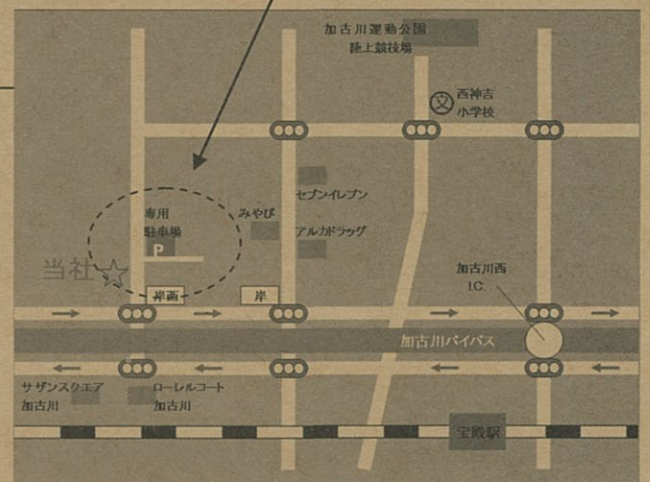 加古川運動公園
陸上競技場
西神吉
小学校
セブンイレブン
専用
駐車場
P
みやび
アルカドラッグ
当社
加古川西
I.C.
岸西
岸
加古川バイパス
サザンスクエア
加古川
ローレルコート
加古川
宝殿駅